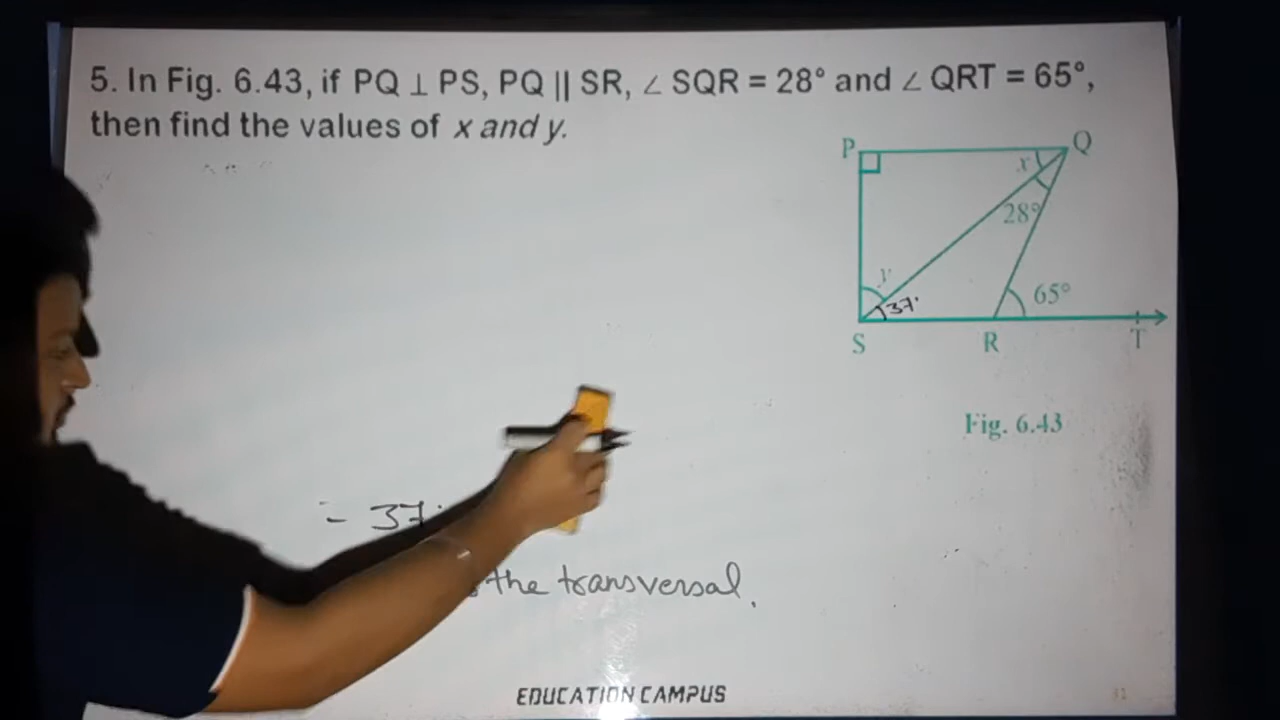 5. In Fig. 6.43, if PQ ⊥ PS, PQ || SR, ∠ SQR = 28° and ∠ QRT = 65°,
then find the values of x and y.
P
Q
x
28°
y
37°
65°
S
R
T
Fig. 6.43
= 37°
the transversal.
EDUCATION CAMPUS